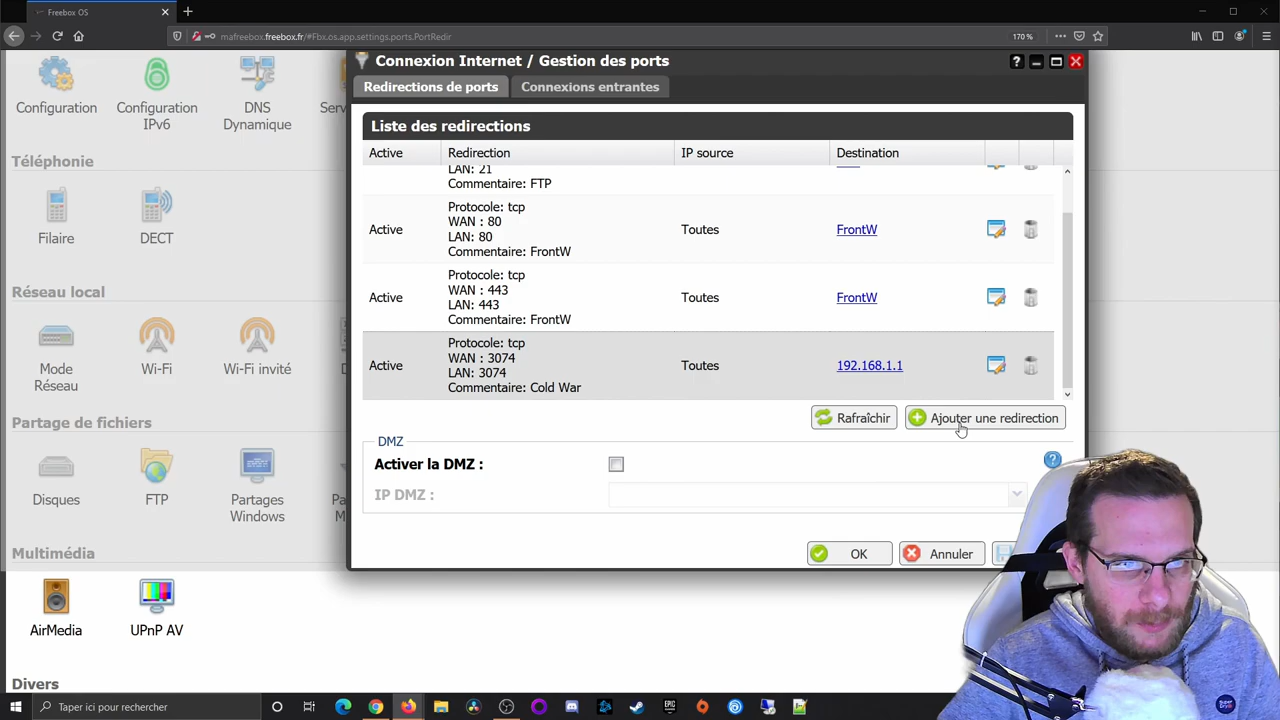 Freebox OS
mafreebox.freebox.fr/#Fbx.os.app.settings.ports.PortRedir
170 %
Connexion Internet / Gestion des ports
Redirections de ports
Connexions entrantes
Configuration
Configuration
IPv6
DNS
Dynamique
Téléphonie
Filaire
DECT
Réseau local
Mode
Réseau
Wi-Fi
Wi-Fi invité
Partage de fichiers
Disques
FTP
Partages
Windows
Multimédia
AirMedia
UPnP AV
Divers
Liste des redirections
Active
Redirection
IP source
Destination
LAN: 21
Commentaire: FTP
Active
Protocole: tcp
WAN : 80
LAN: 80
Commentaire: FrontW
Toutes
FrontW
Active
Protocole: tcp
WAN : 443
LAN: 443
Commentaire: FrontW
Toutes
FrontW
Active
Protocole: tcp
WAN : 3074
LAN: 3074
Commentaire: Cold War
Toutes
192.168.1.1
Rafraîchir
Ajouter une redirection
DMZ
Activer la DMZ :
IP DMZ :
OK
Annuler
Taper ici pour rechercher